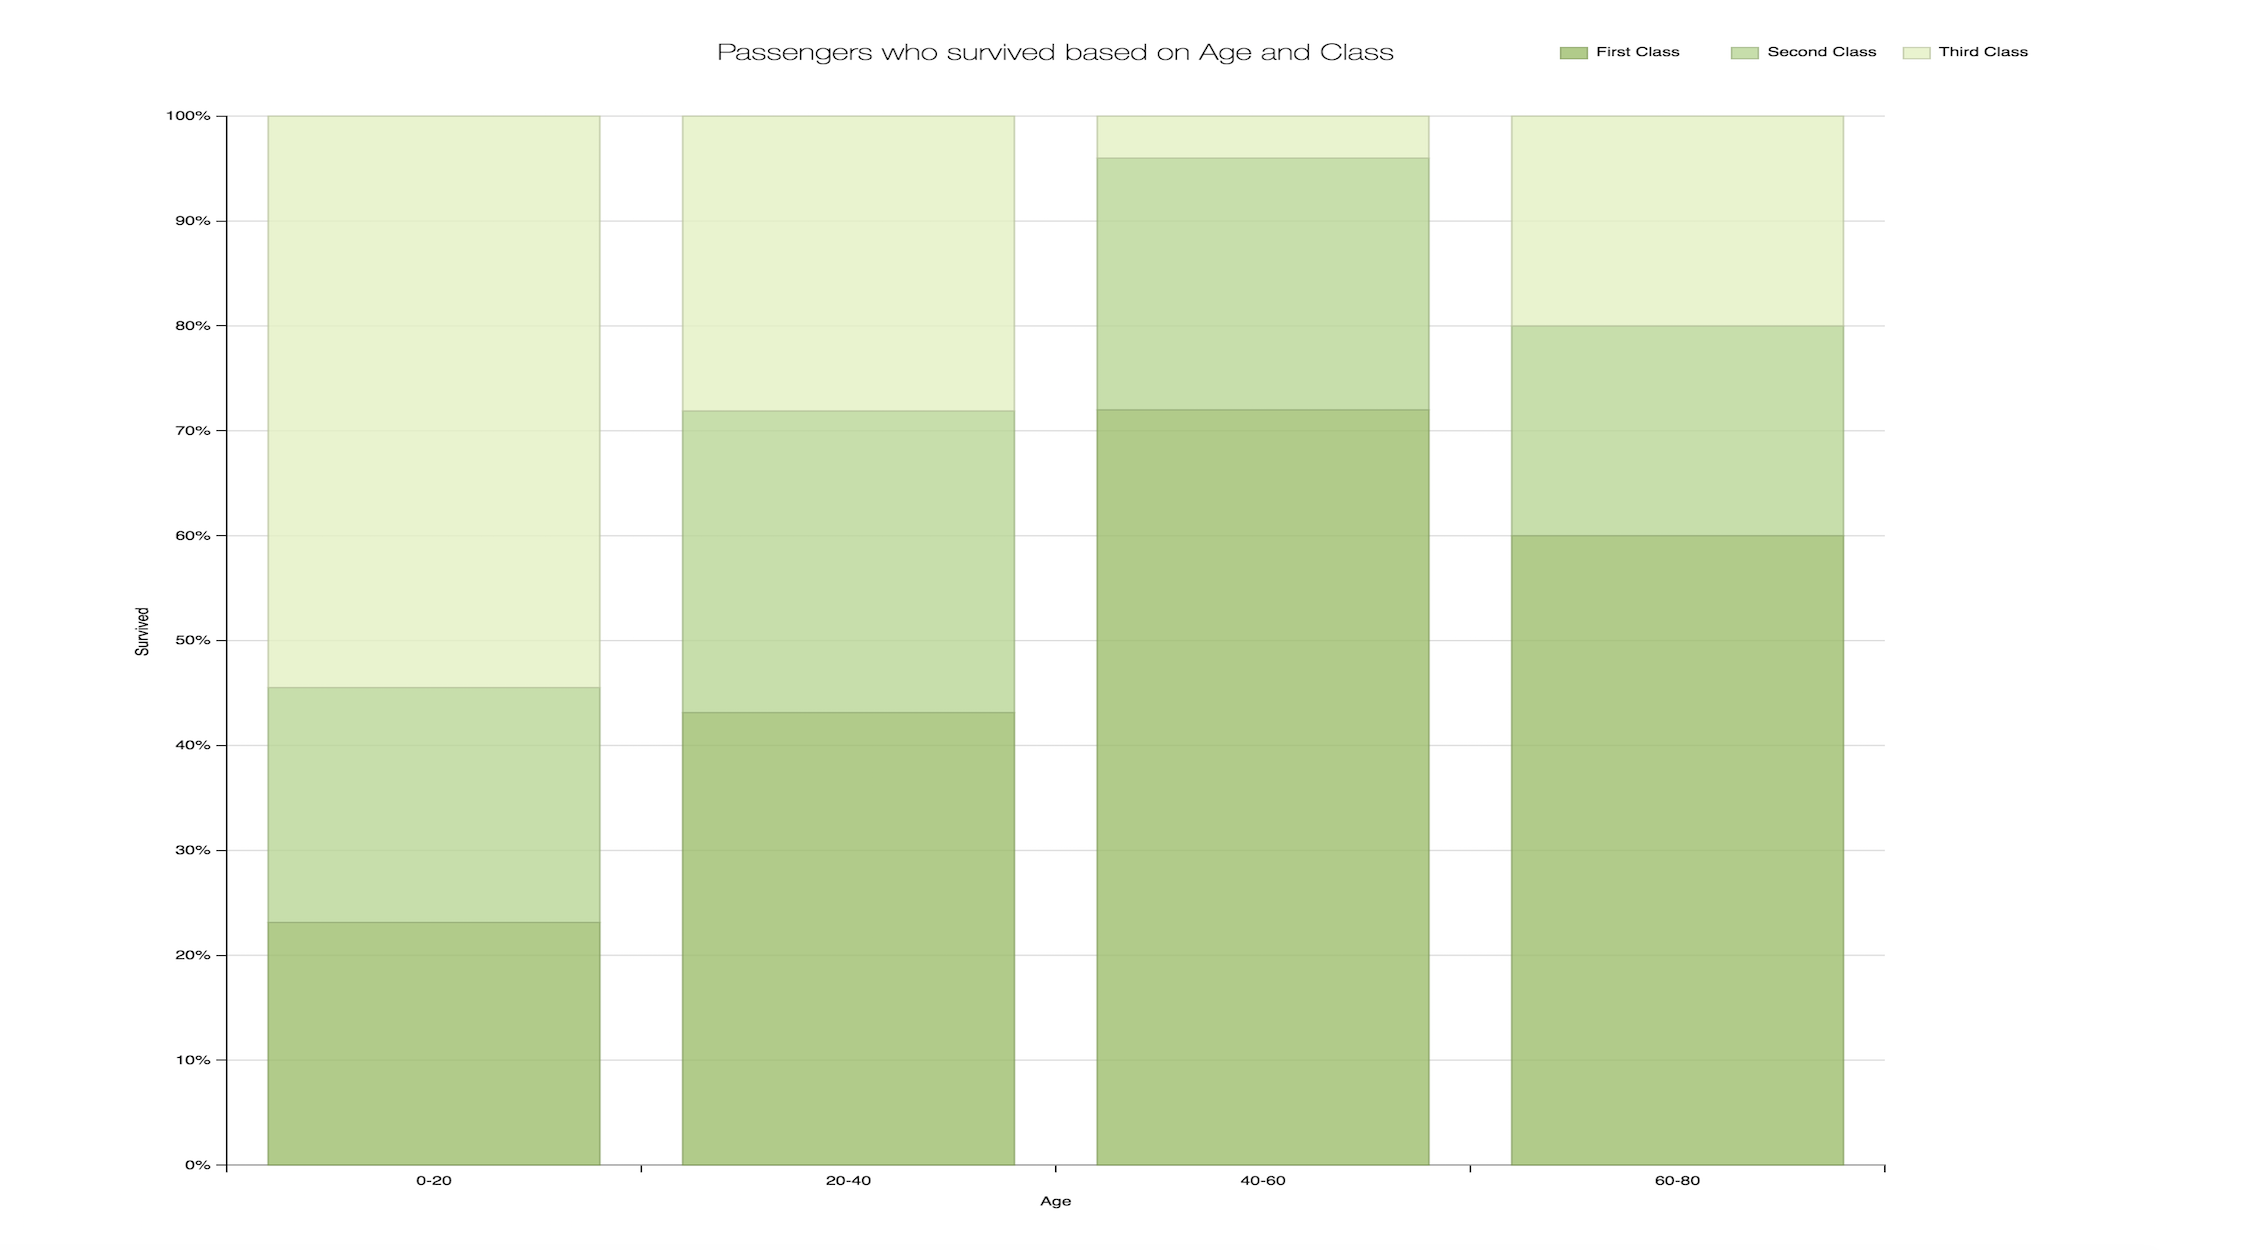 Passengers who survived based on Age and Class
First Class
Second Class
Third Class
100%
90%
80%
70%
60%
50%
40%
30%
20%
10%
0%
Survived
0-20
20-40
40-60
60-80
Age